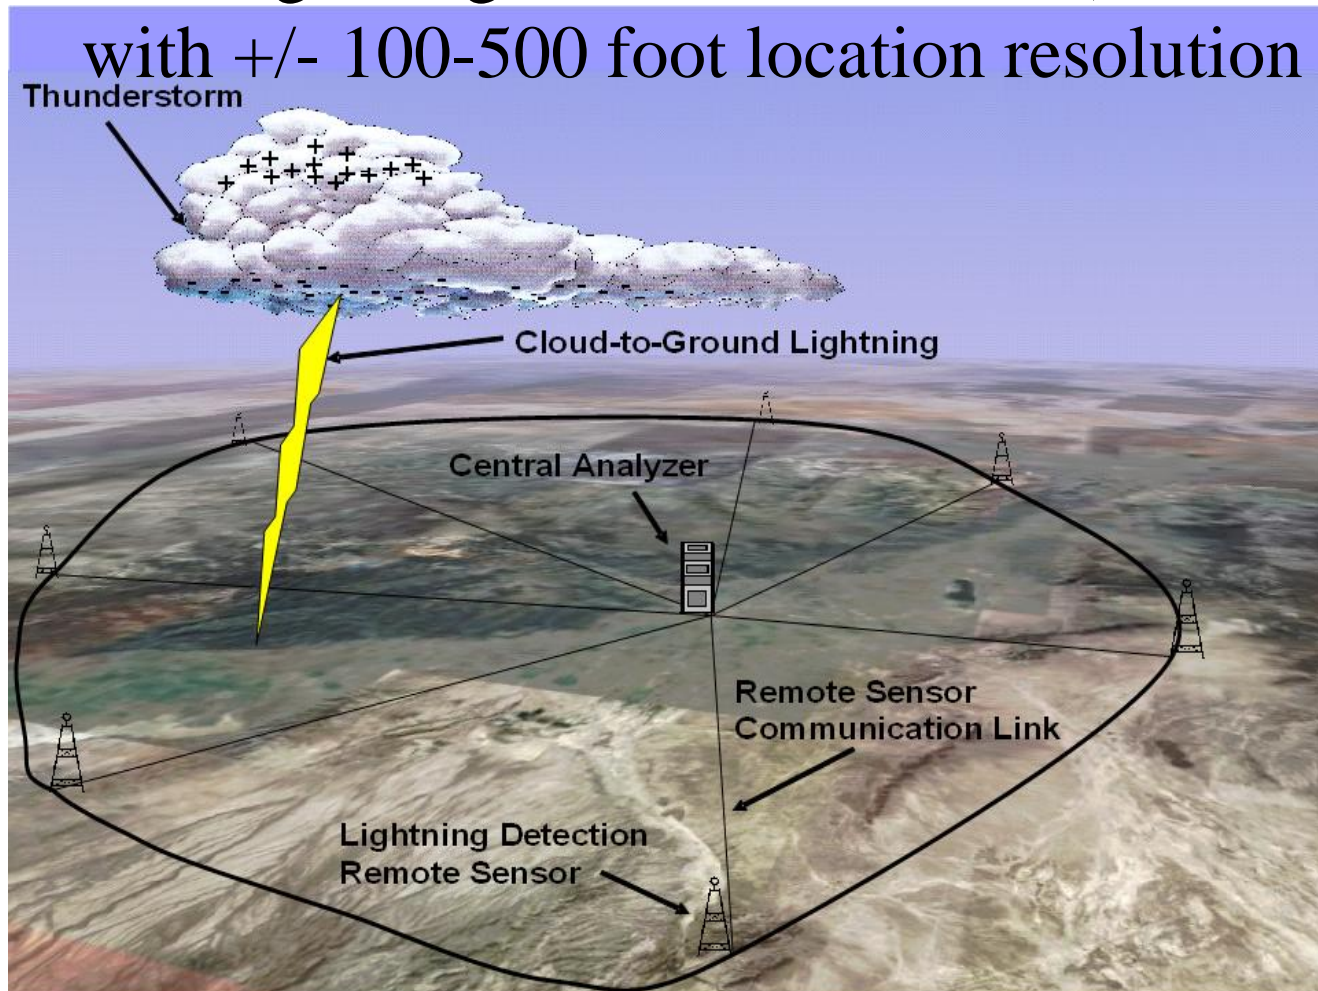 with +/- 100-500 foot location resolution
Thunderstorm
Cloud-to-Ground Lightning
Central Analyzer
Remote Sensor
Communication Link
Lightning Detection
Remote Sensor